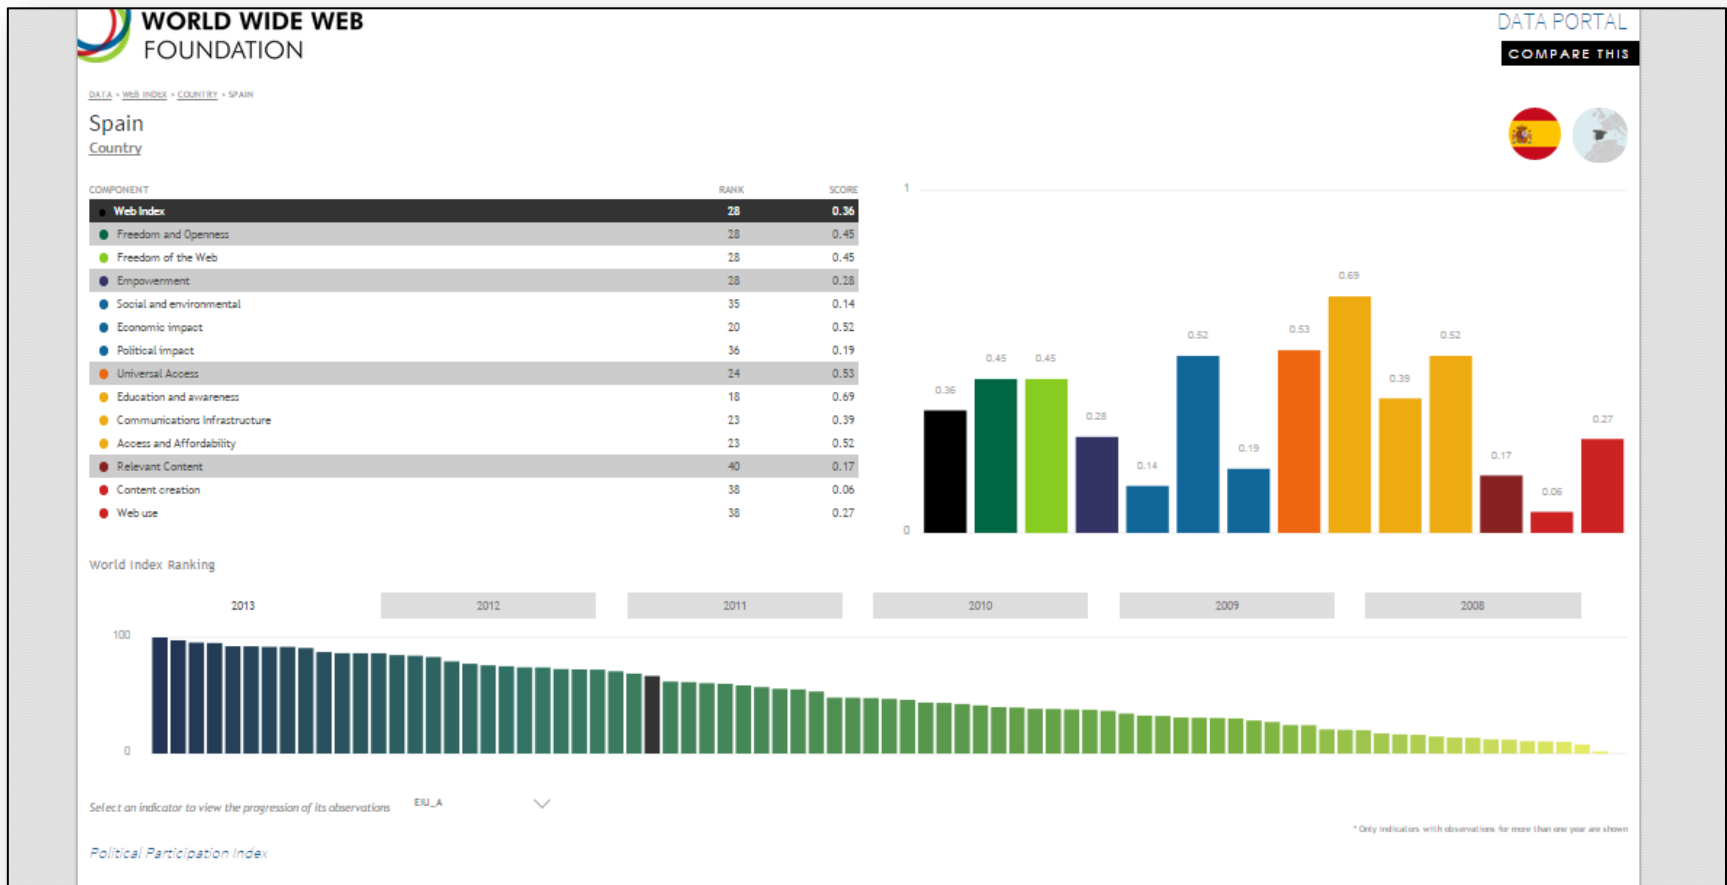 WORLD WIDE WEB
FOUNDATION
DATA PORTAL
COMPARE THIS
DATA » WEB INDEX » COUNTRY » SPAIN
Spain
Country
COMPONENT RANK SCORE
Web Index 28 0.36
Freedom and Openness 28 0.45
Freedom of the Web 28 0.45
Empowerment 28 0.28
Social and environmental 35 0.14
Economic impact 20 0.52
Political impact 36 0.19
Universal Access 24 0.53
Education and awareness 18 0.69
Communications Infrastructure 23 0.39
Access and Affordability 23 0.52
Relevant Content 40 0.17
Content creation 38 0.06
Web use 38 0.27
1
0.36 0.45 0.45 0.28 0.14 0.52 0.19 0.53 0.69 0.39 0.52 0.17 0.06 0.27
0
World Index Ranking
2013 2012 2011 2010 2009 2008
100
0
Select an indicator to view the progression of its observations EIU_A
* Only indicators with observations for more than one year are shown
Political Participation Index